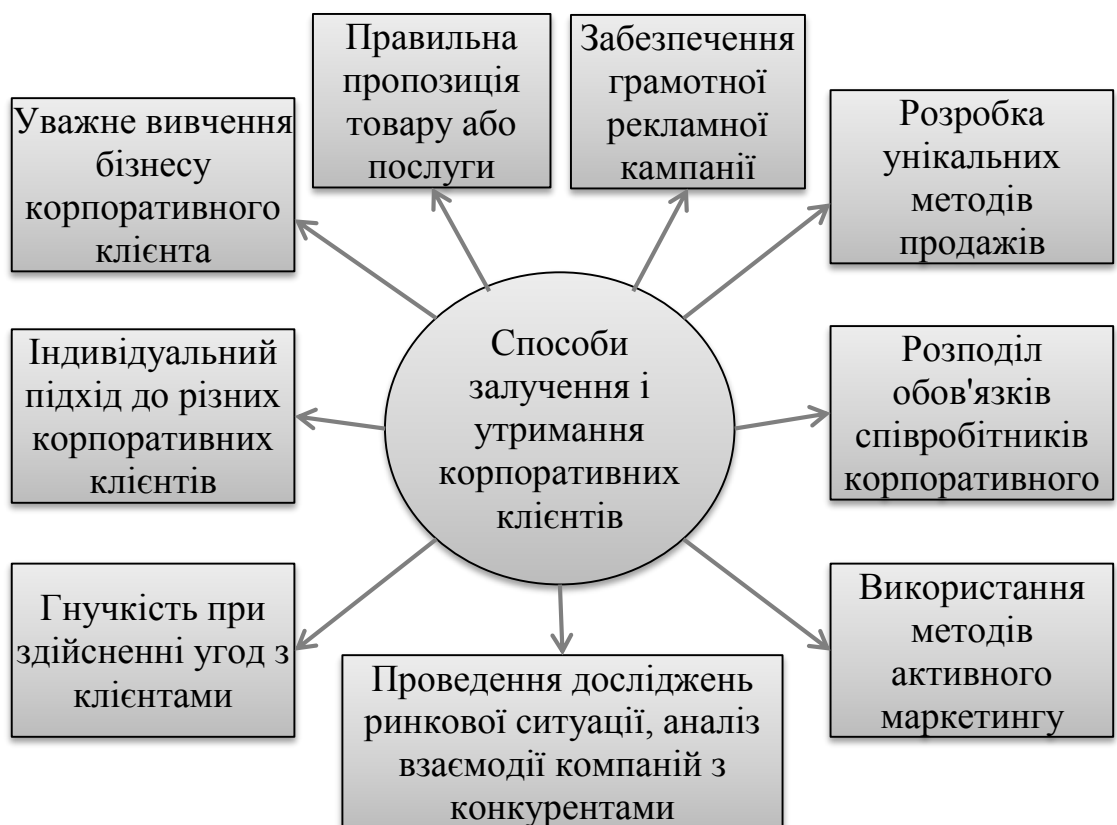 Правильна
пропозиція
товару або
послуги
Забезпечення
грамотної
рекламної
кампанії
Уважне вивчення
бізнесу
корпоративного
клієнта
Розробка
унікальних
методів
продажів
Способи
залучення і
утримання
корпоративних
клієнтів
Індивідуальний
підхід до різних
корпоративних
клієнтів
Розподіл
обов'язків
співробітників
корпоративного
Гнучкість при
здійсненні угод з
клієнтами
Використання
методів
активного
маркетингу
Проведення досліджень
ринкової ситуації, аналіз
взаємодії компаній з
конкурентами